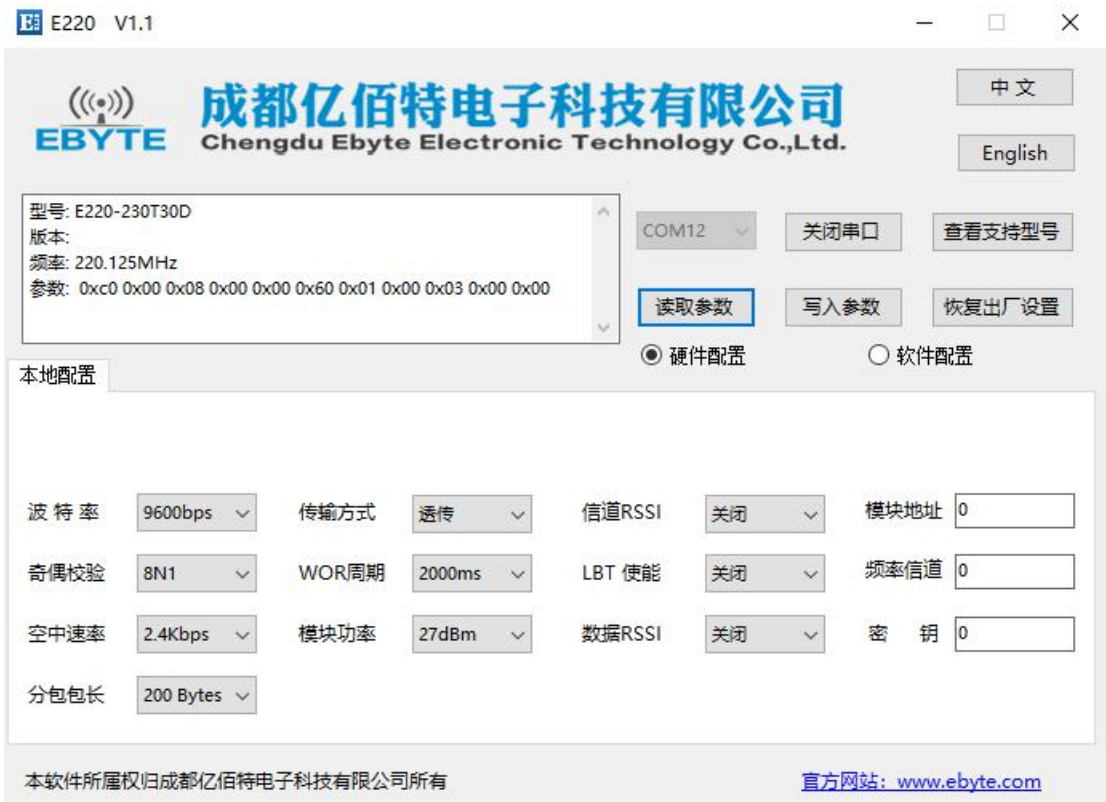 E220 V1.1
EBYTE
成都亿佰特电子科技有限公司
Chengdu Ebyte Electronic Technology Co.,Ltd.
中 文
English
型号: E220-230T30D
版本:
频率: 220.125MHz
参数: 0xc0 0x00 0x08 0x00 0x00 0x60 0x01 0x00 0x03 0x00 0x00
COM12 关闭串口 查看支持型号
读取参数 写入参数 恢复出厂设置
硬件配置 软件配置
本地配置
波 特 率 9600bps 传输方式 透传 信道RSSI 关闭 模块地址 0
奇偶校验 8N1 WOR周期 2000ms LBT 使能 关闭 频率信道 0
空中速率 2.4Kbps 模块功率 27dBm 数据RSSI 关闭 密 钥 0
分包包长 200 Bytes
本软件所属权归成都亿佰特电子科技有限公司所有 官方网站：www.ebyte.com